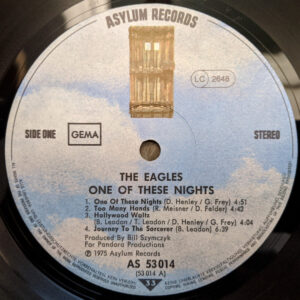 ASYLUM RECORDS
LC 2648
SIDE ONE
GEMA
STEREO
THE EAGLES
ONE OF THESE NIGHTS
1. One Of These Nights (D. Henley / G. Frey) 4:51
2. Too Many Hands (R. Meisner / D. Felder) 4:42
3. Hollywood Waltz
(B. Leadon / T. Leadon / D. Henley / G. Frey) 4:04
4. Journey To The Sorcerer (B. Leadon) 6:39
Produced by Bill Szymczyk
For Pandora Productions
℗ 1975 Asylum Records
AS 53 014
(53 014 A)
33